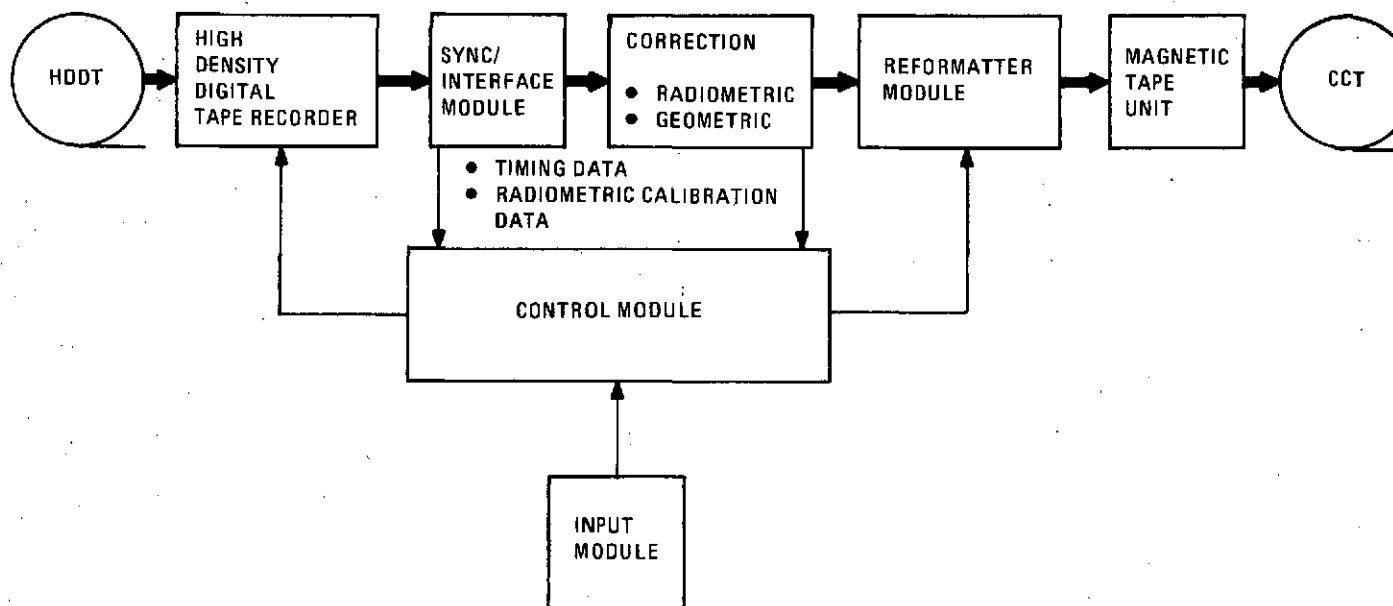 HDDT
HIGH
DENSITY
DIGITAL
TAPE RECORDER
SYNC/
INTERFACE
MODULE
CORRECTION
● RADIOMETRIC
● GEOMETRIC
REFORMATTER
MODULE
MAGNETIC
TAPE
UNIT
CCT
● TIMING DATA
● RADIOMETRIC CALIBRATION
DATA
CONTROL MODULE
INPUT
MODULE